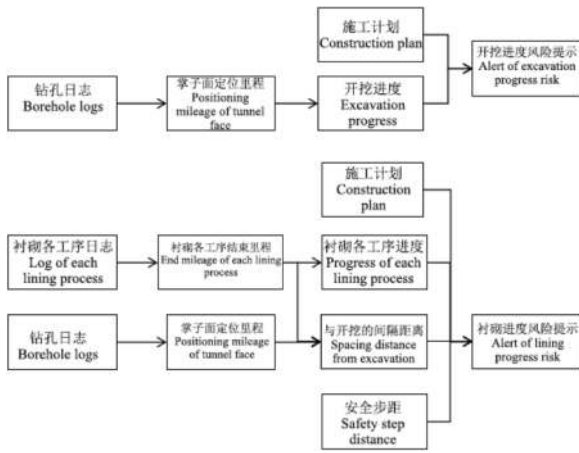 施工计划
Construction plan
开挖进度风险提示
Alert of excavation
progress risk
钻孔日志
Borehole logs
掌子面定位里程
Positioning
mileage of tunnel
face
开挖进度
Excavation
progress
施工计划
Construction
plan
衬砌各工序日志
Log of each
lining process
衬砌各工序结束里程
End mileage of each lining
process
衬砌各工序进度
Progress of each
lining process
钻孔日志
Borehole logs
掌子面定位里程
Positioning mileage
of tunnel face
与开挖的间隔距离
Spacing distance
from excavation
衬砌进度风险提示
Alert of lining
progress risk
安全步距
Safety step
distance